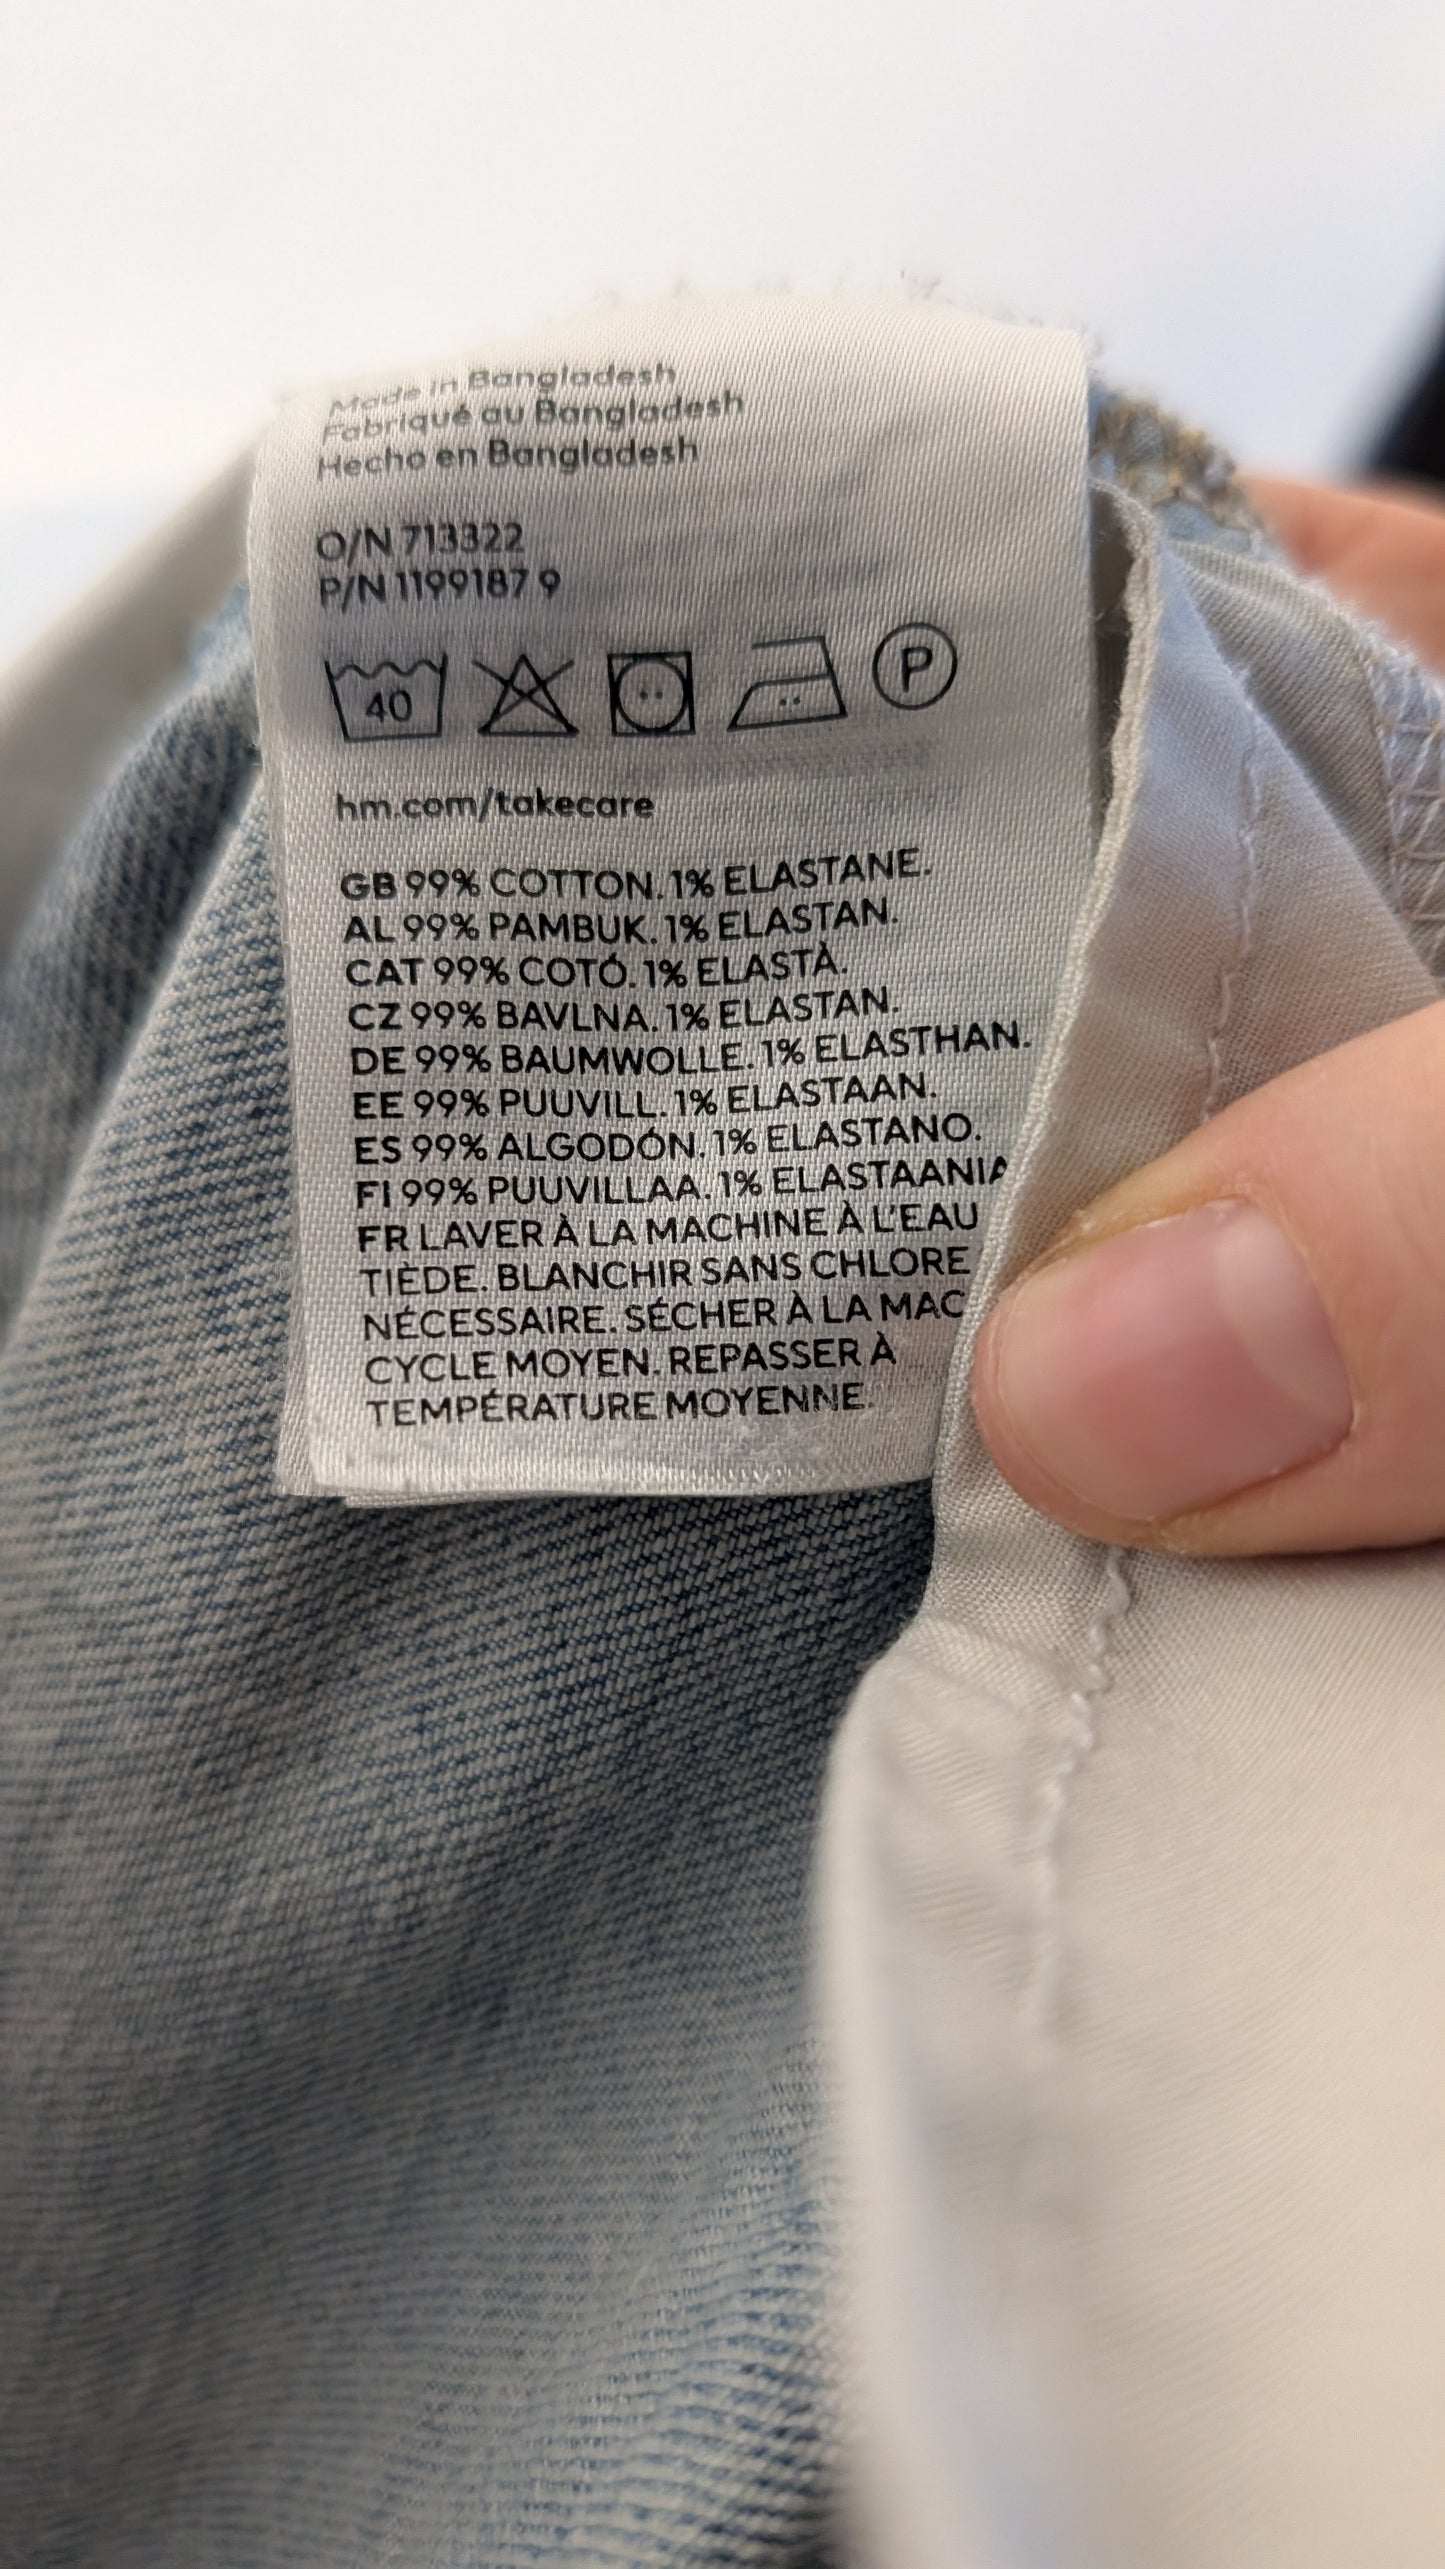 Made in Bangladesh
Fabriqué au Bangladesh
Hecho en Bangladesh
O/N 713322
P/N 1199187 9
40 P
hm.com/takecare
GB 99% COTTON. 1% ELASTANE.
AL 99% PAMBUK. 1% ELASTAN.
CAT 99% COTÓ. 1% ELASTÀ.
CZ 99% BAVLNA. 1% ELASTAN.
DE 99% BAUMWOLLE. 1% ELASTHAN.
EE 99% PUUVILL. 1% ELASTAAN.
ES 99% ALGODÓN. 1% ELASTANO.
FI 99% PUUVILLAA. 1% ELASTAANIA
FR LAVER À LA MACHINE À L'EAU
TIÈDE. BLANCHIR SANS CHLORE
NÉCESSAIRE. SÉCHER À LA MAC
CYCLE MOYEN. REPASSER À
TEMPÉRATURE MOYENNE.